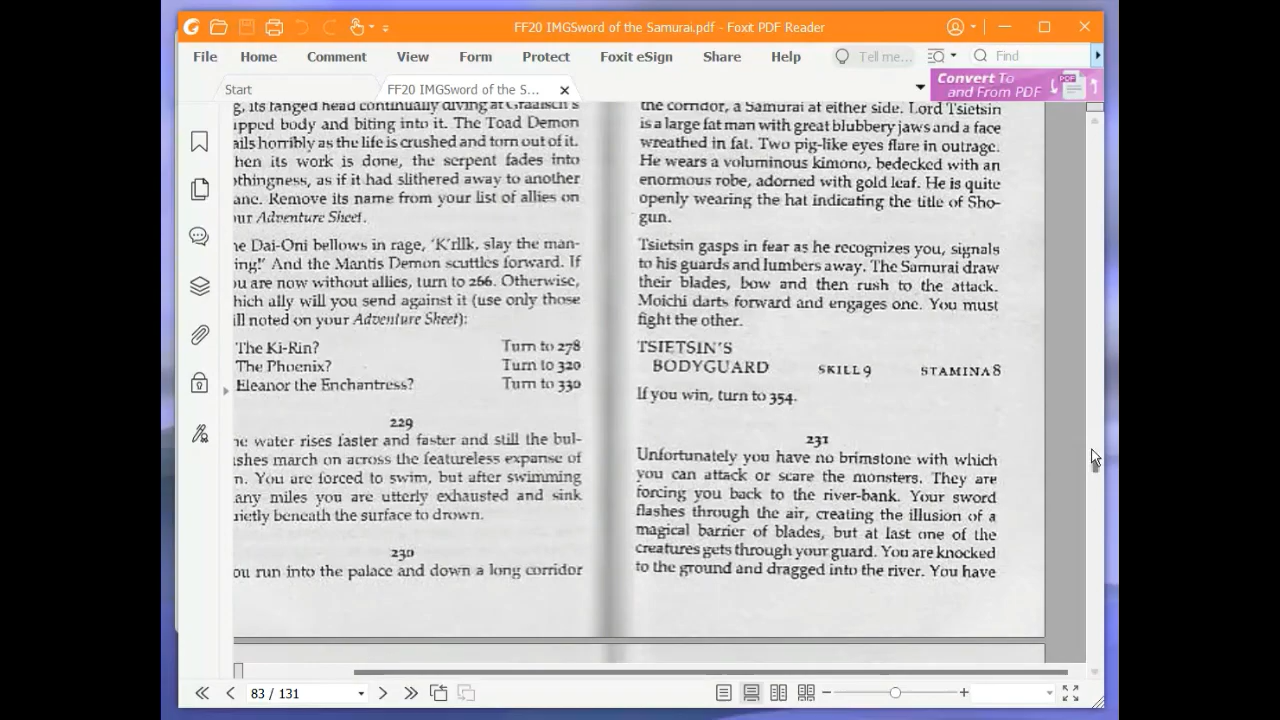 FF20 IMGSword of the Samurai.pdf - Foxit PDF Reader
File Home View Form Protect Foxit eSign Share Help Tell me... Find
Start FF20 IMGSword of the S... Convert To
and From PDF PDF
g, its fanged head continually diving at Graaksh's
pped body and biting into it. The Toad Demon
ails horribly as the life is crushed and torn out of it.
hen its work is done, the serpent fades into
othingness, as if it had slithered away to another
ane. Remove its name from your list of allies on
ur Adventure Sheet.
he Dai-Oni bellows in rage, 'K'rllk, slay the man-
ing!' And the Mantis Demon scuttles forward. If
ou are now without allies, turn to 266. Otherwise,
hich ally will you send against it (use only those
ill noted on your Adventure Sheet):
The Ki-Rin? Turn to 278
The Phoenix? Turn to 320
Eleanor the Enchantress? Turn to 330
229
he water rises faster and faster and still the bul-
ushes march on across the featureless expanse of
n. You are forced to swim, but after swimming
any miles you are utterly exhausted and sink
uietly beneath the surface to drown.
230
ou run into the palace and down a long corridor
the corridor, a Samurai at either side. Lord Tsietsin
is a large fat man with great blubbery jaws and a face
wreathed in fat. Two pig-like eyes flare in outrage.
He wears a voluminous kimono, bedecked with an
enormous robe, adorned with gold leaf. He is quite
openly wearing the hat indicating the title of Sho-
gun.
Tsietsin gasps in fear as he recognizes you, signals
to his guards and lumbers away. The Samurai draw
their blades, bow and then rush to the attack.
Moichi darts forward and engages one. You must
fight the other.
TSIETSIN'S
BODYGUARD SKILL 9 STAMINA 8
If you win, turn to 354.
231
Unfortunately you have no brimstone with which
you can attack or scare the monsters. They are
forcing you back to the river-bank. Your sword
flashes through the air, creating the illusion of a
magical barrier of blades, but at last one of the
creatures gets through your guard. You are knocked
to the ground and dragged into the river. You have
83 / 131